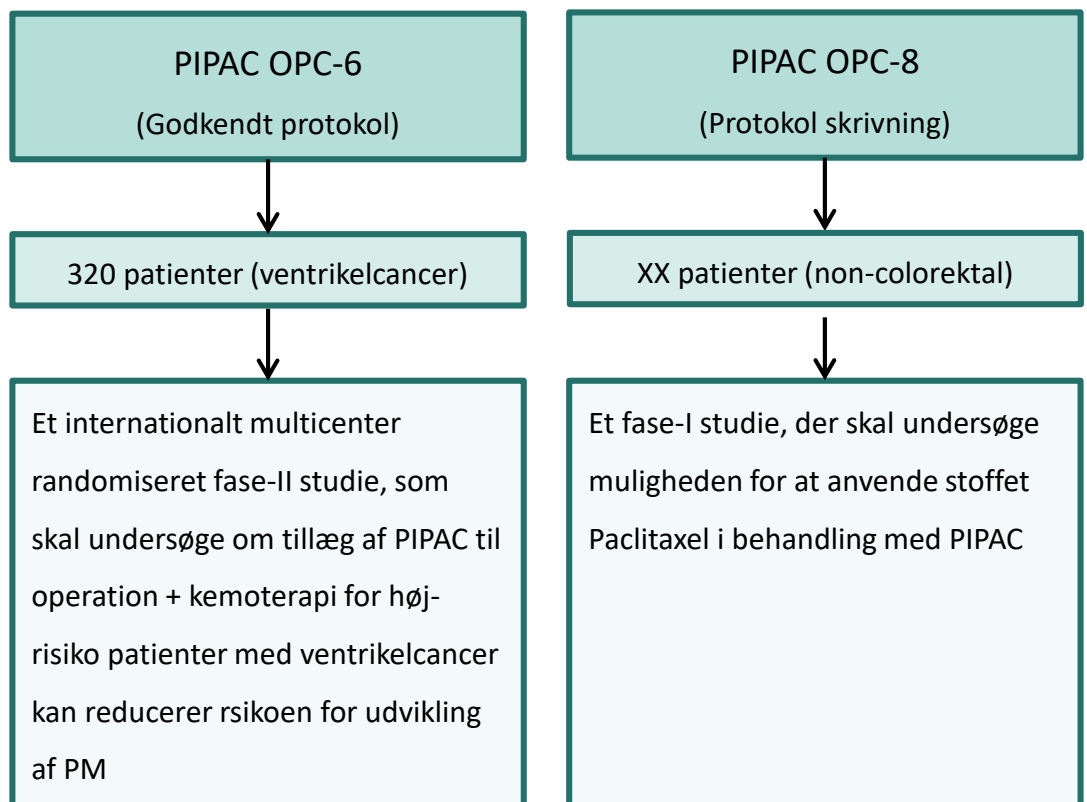 PIPAC OPC-6
(Godkendt protokol)
320 patienter (ventrikelcancer)
Et internationalt multicenter
randomiseret fase-II studie, som
skal undersøge om tillæg af PIPAC til
operation + kemoterapi for høj-
risiko patienter med ventrikelcancer
kan reducerer rsikoen for udvikling
af PM
PIPAC OPC-8
(Protokol skrivning)
XX patienter (non-colorektal)
Et fase-I studie, der skal undersøge
muligheden for at anvende stoffet
Paclitaxel i behandling med PIPAC